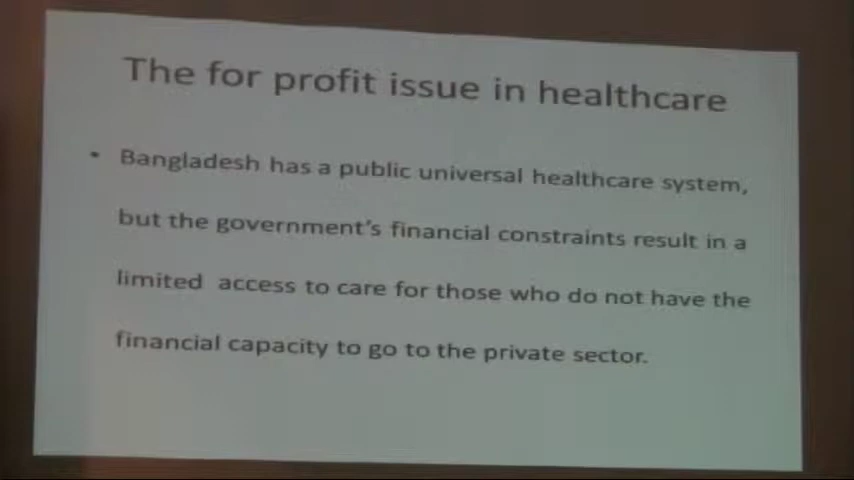 The for profit issue in healthcare
• Bangladesh has a public universal healthcare system,
but the government's financial constraints result in a
limited access to care for those who do not have the
financial capacity to go to the private sector.